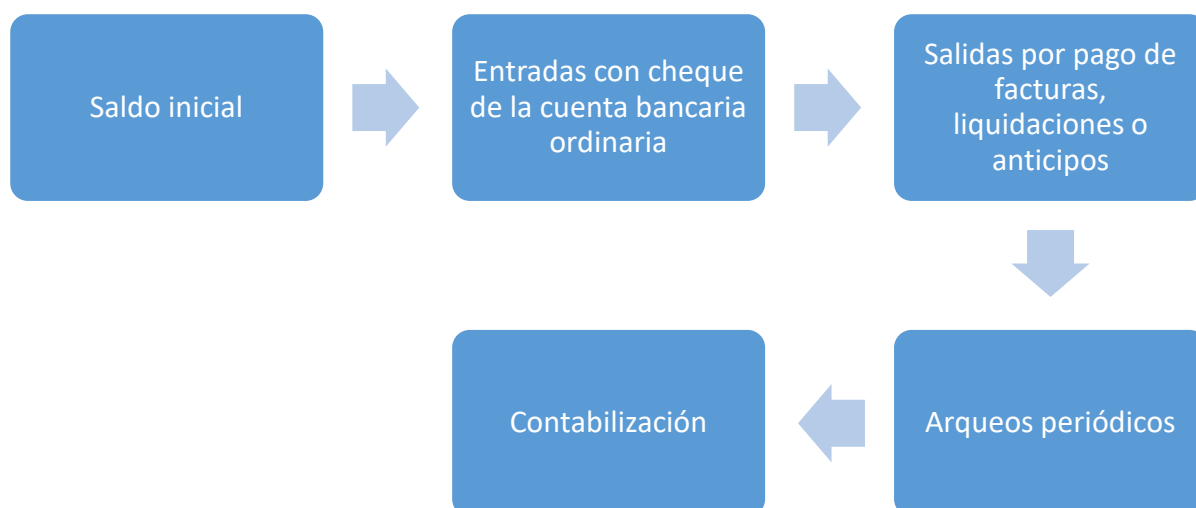 Saldo inicial
Entradas con cheque
de la cuenta bancaria
ordinaria
Salidas por pago de
facturas,
liquidaciones o
anticipos
Arqueos periódicos
Contabilización